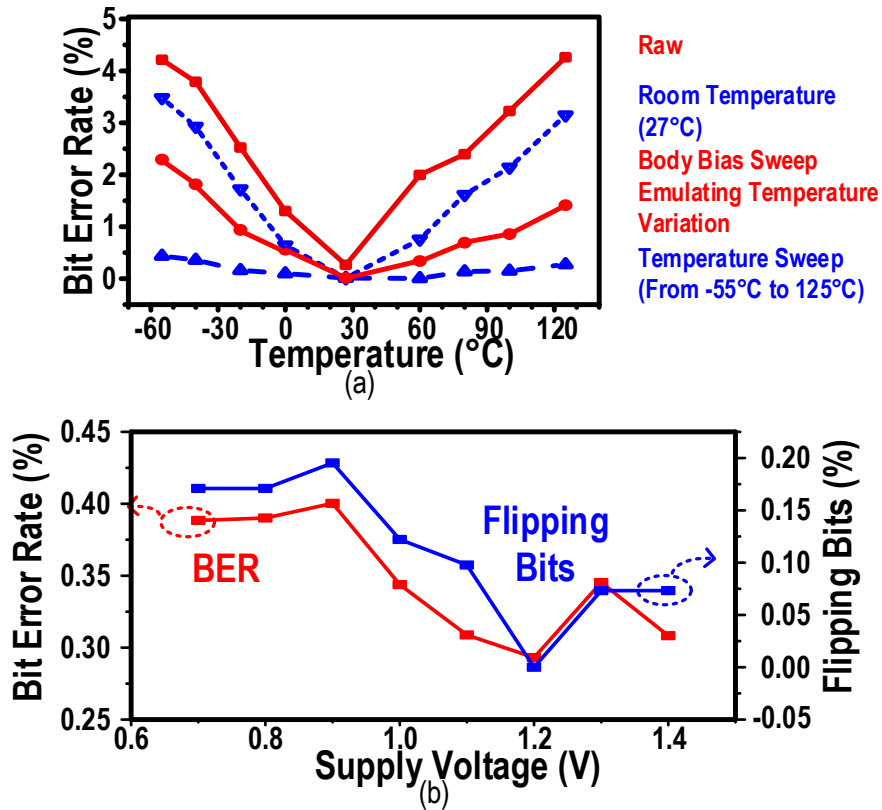 5
4
3
2
1
0
Bit Error Rate (%)
-60 -30 0 30 60 90 120
Temperature (°C)
(a)
Raw
Room Temperature
(27°C)
Body Bias Sweep
Emulating Temperature
Variation
Temperature Sweep
(From -55°C to 125°C)
0.45
0.40
0.35
0.30
0.25
Bit Error Rate (%)
BER
Flipping
Bits
0.20
0.15
0.10
0.05
0.00
-0.05
Flipping Bits (%)
0.6 0.8 1.0 1.2 1.4
Supply Voltage (V)
(b)